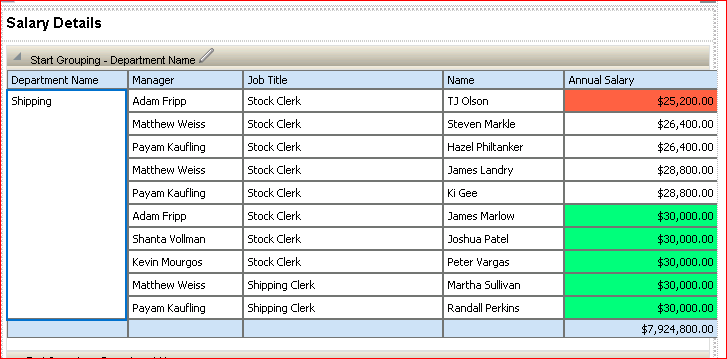 Salary Details
Start Grouping - Department Name
Department Name Manager Job Title Name Annual Salary
Shipping Adam Fripp Stock Clerk TJ Olson $25,200.00
Matthew Weiss Stock Clerk Steven Markle $26,400.00
Payam Kaufling Stock Clerk Hazel Philtanker $26,400.00
Matthew Weiss Stock Clerk James Landry $28,800.00
Payam Kaufling Stock Clerk Ki Gee $28,800.00
Adam Fripp Stock Clerk James Marlow $30,000.00
Shanta Vollman Stock Clerk Joshua Patel $30,000.00
Kevin Mourgos Stock Clerk Peter Vargas $30,000.00
Matthew Weiss Shipping Clerk Martha Sullivan $30,000.00
Payam Kaufling Shipping Clerk Randall Perkins $30,000.00
$7,924,800.00